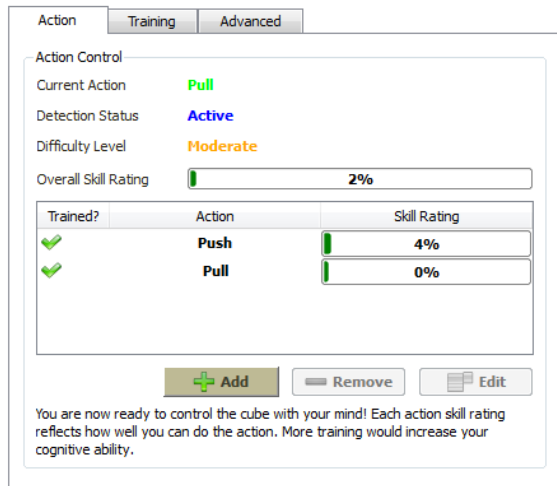 Action Training Advanced
Action Control
Current Action Pull
Detection Status Active
Difficulty Level Moderate
Overall Skill Rating 2%
Trained? Action Skill Rating
Push 4%
Pull 0%
Add Remove Edit
You are now ready to control the cube with your mind! Each action skill rating
reflects how well you can do the action. More training would increase your
cognitive ability.